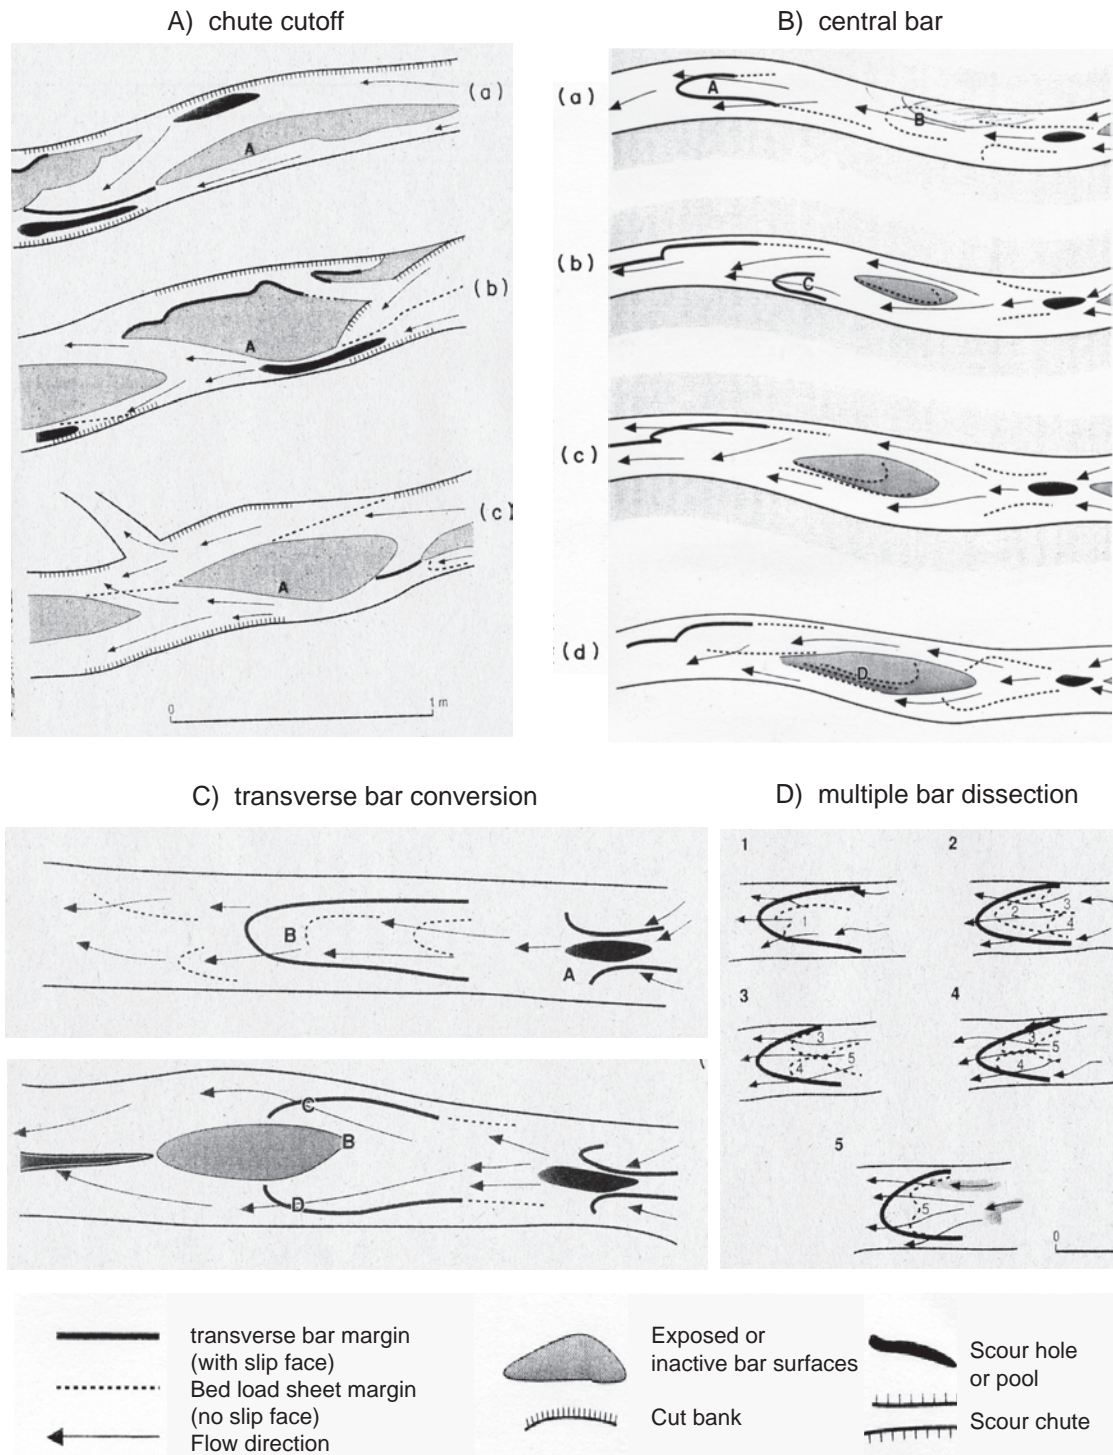 A) chute cutoff
(a)
A
(b)
A
(c)
A
0 1 m
B) central bar
(a)
A
B
(b)
C
(c)
(d)
D
C) transverse bar conversion
B
A
C
B
D
D) multiple bar dissection
1
1
2
2
3
4
3
3
5
4
4
3
5
4
5
5
0
transverse bar margin
(with slip face)
Bed load sheet margin
(no slip face)
Flow direction
Exposed or
inactive bar surfaces
Cut bank
Scour hole
or pool
Scour chute